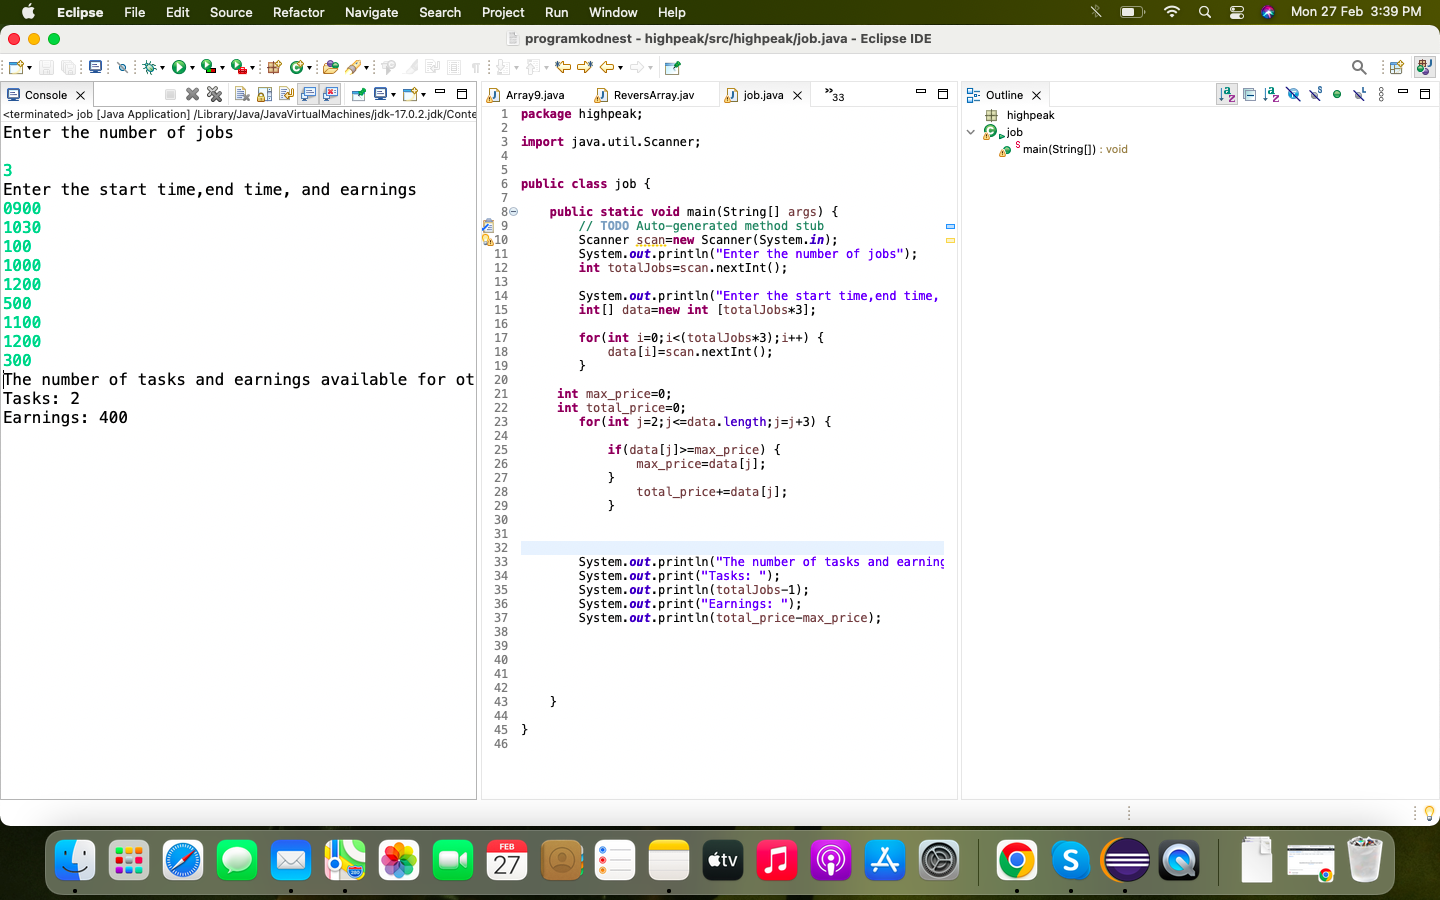 Eclipse File Edit Source Refactor Navigate Search Project Run Window Help Mon 27 Feb 3:39 PM
programkodnest - highpeak/src/highpeak/job.java - Eclipse IDE
Console
<terminated> job [Java Application] /Library/Java/JavaVirtualMachines/jdk-17.0.2.jdk/Conte
Enter the number of jobs
3
Enter the start time,end time, and earnings
0900
1030
100
1000
1200
500
1100
1200
300
The number of tasks and earnings available for ot
Tasks: 2
Earnings: 400
Array9.java ReversArray.jav job.java 33
1 package highpeak;
2
3 import java.util.Scanner;
4
5
6 public class job {
7
8 public static void main(String[] args) {
9 // TODO Auto-generated method stub
10 Scanner scan=new Scanner(System.in);
11 System.out.println("Enter the number of jobs");
12 int totalJobs=scan.nextInt();
13
14 System.out.println("Enter the start time,end time,
15 int[] data=new int [totalJobs*3];
16
17 for(int i=0;i<(totalJobs*3);i++) {
18 data[i]=scan.nextInt();
19 }
20
21 int max_price=0;
22 int total_price=0;
23 for(int j=2;j<=data.length;j=j+3) {
24
25 if(data[j]>=max_price) {
26 max_price=data[j];
27 }
28 total_price+=data[j];
29 }
30
31
32
33 System.out.println("The number of tasks and earning
34 System.out.print("Tasks: ");
35 System.out.println(totalJobs-1);
36 System.out.print("Earnings: ");
37 System.out.println(total_price-max_price);
38
39
40
41
42
43 }
44
45 }
46
Outline
highpeak
job
main(String[]) : void
FEB
27
tv